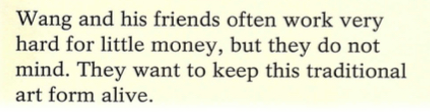 Wang and his friends often work very
hard for little money, but they do not
mind. They want to keep this traditional
art form alive.